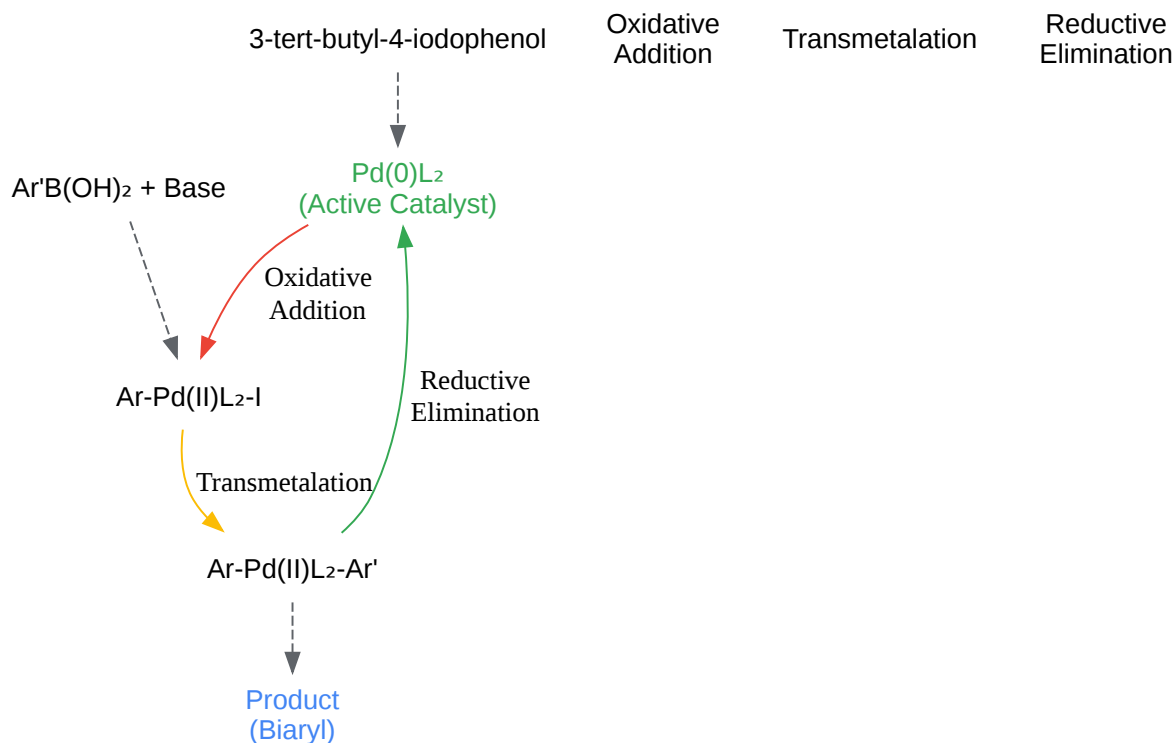 3-tert-butyl-4-iodophenol
Oxidative
Addition
Transmetalation
Reductive
Elimination
Ar'B(OH)₂ + Base
Pd(0)L₂
(Active Catalyst)
Oxidative
Addition
Ar-Pd(II)L₂-I
Reductive
Elimination
Transmetalation
Ar-Pd(II)L₂-Ar'
Product
(Biaryl)